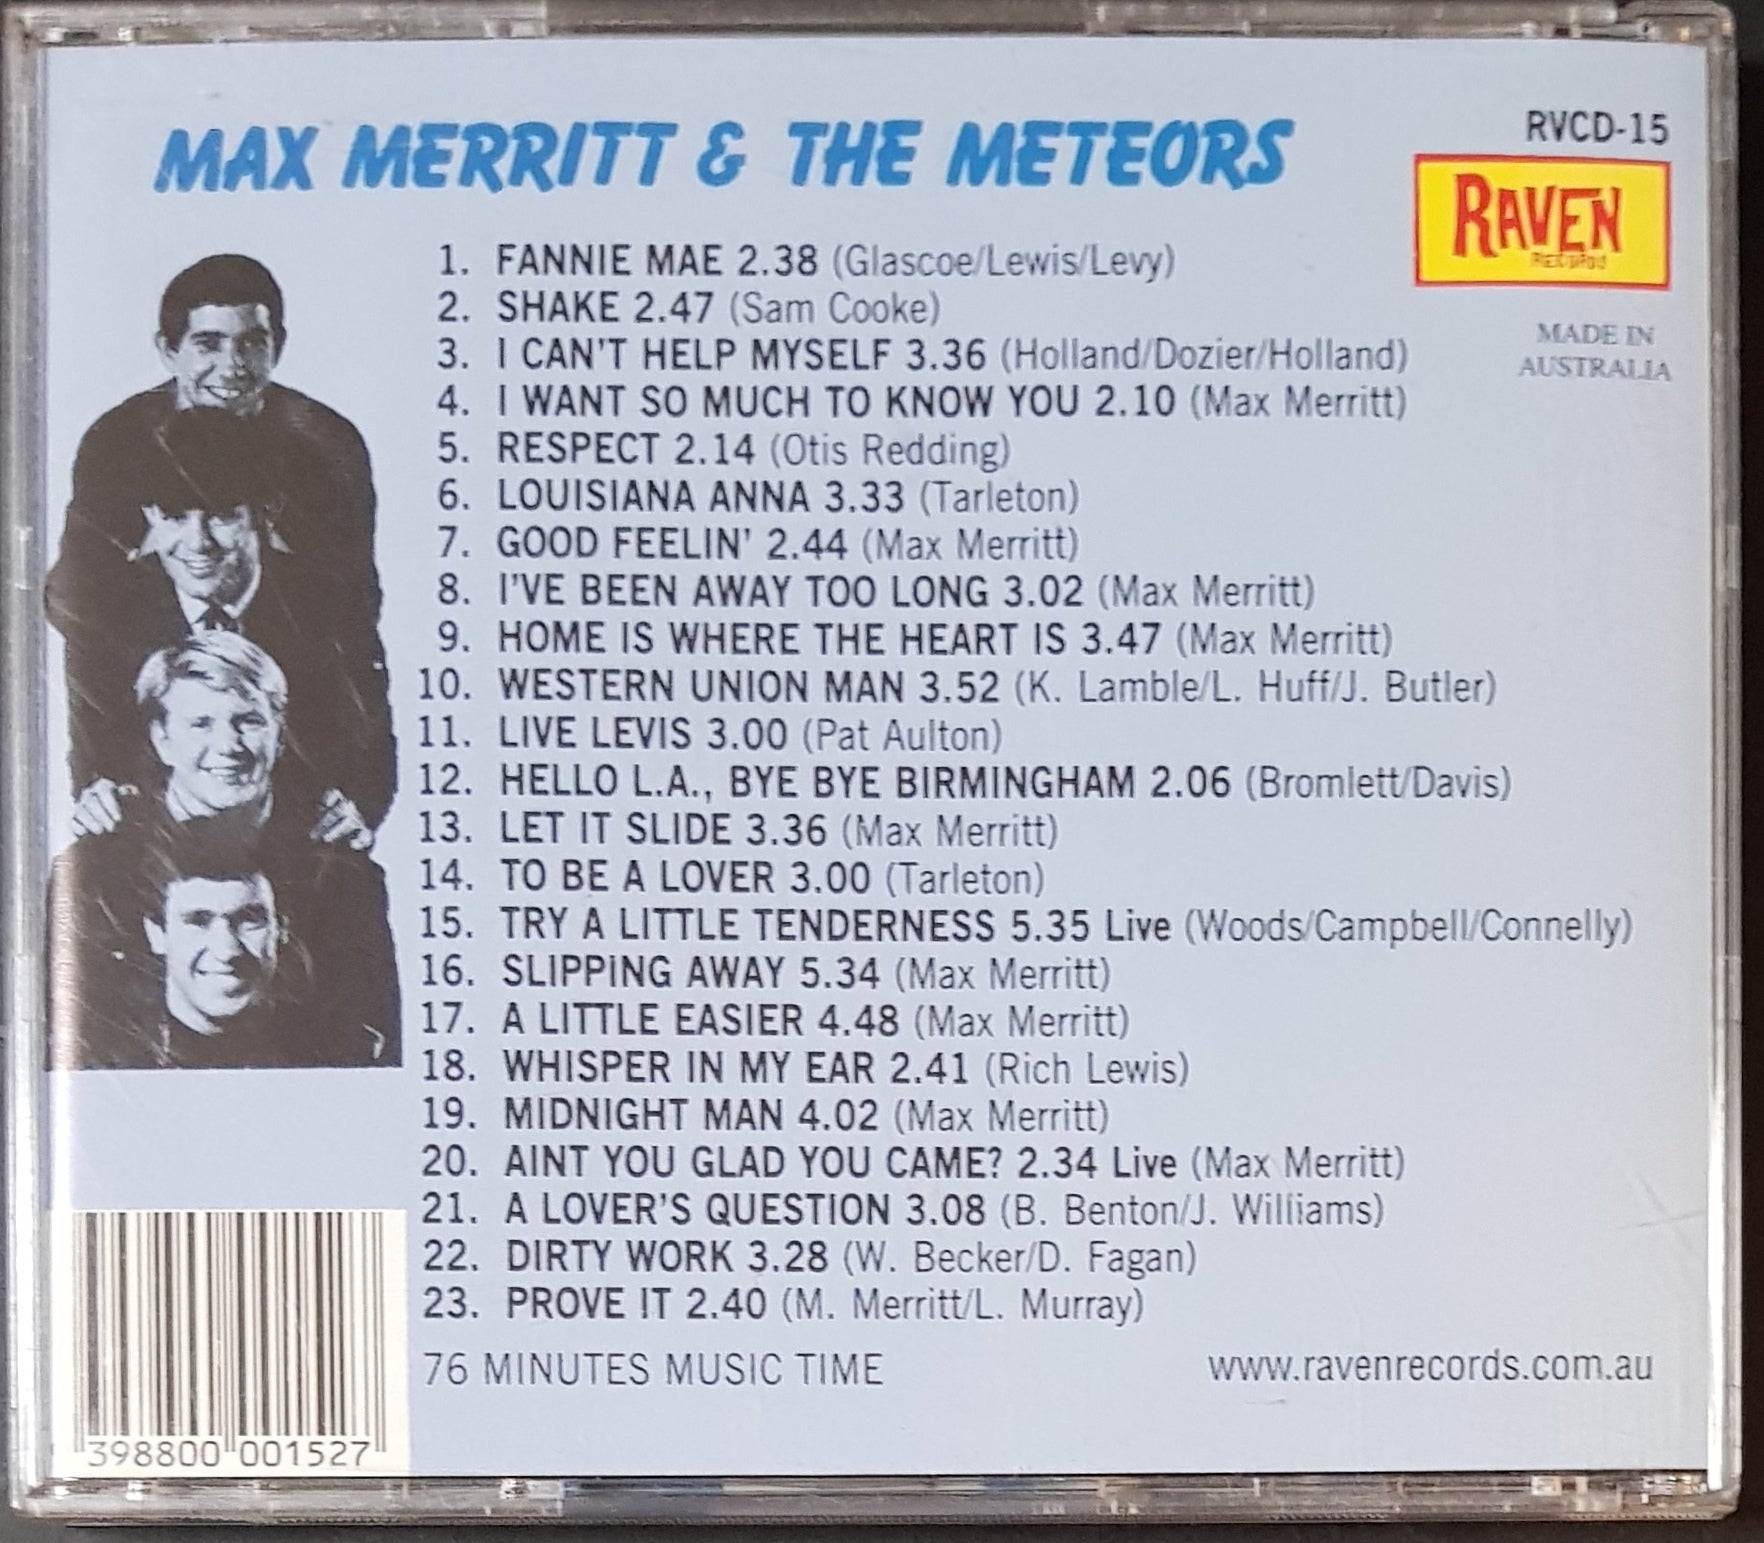 MAX MERRITT & THE METEORS
RVCD-15
RAVEN
RECORDS
MADE IN
AUSTRALIA
1. FANNIE MAE 2.38 (Glascoe/Lewis/Levy)
2. SHAKE 2.47 (Sam Cooke)
3. I CAN'T HELP MYSELF 3.36 (Holland/Dozier/Holland)
4. I WANT SO MUCH TO KNOW YOU 2.10 (Max Merritt)
5. RESPECT 2.14 (Otis Redding)
6. LOUISIANA ANNA 3.33 (Tarleton)
7. GOOD FEELIN' 2.44 (Max Merritt)
8. I'VE BEEN AWAY TOO LONG 3.02 (Max Merritt)
9. HOME IS WHERE THE HEART IS 3.47 (Max Merritt)
10. WESTERN UNION MAN 3.52 (K. Lamble/L. Huff/J. Butler)
11. LIVE LEVIS 3.00 (Pat Aulton)
12. HELLO L.A., BYE BYE BIRMINGHAM 2.06 (Bromlett/Davis)
13. LET IT SLIDE 3.36 (Max Merritt)
14. TO BE A LOVER 3.00 (Tarleton)
15. TRY A LITTLE TENDERNESS 5.35 Live (Woods/Campbell/Connelly)
16. SLIPPING AWAY 5.34 (Max Merritt)
17. A LITTLE EASIER 4.48 (Max Merritt)
18. WHISPER IN MY EAR 2.41 (Rich Lewis)
19. MIDNIGHT MAN 4.02 (Max Merritt)
20. AINT YOU GLAD YOU CAME? 2.34 Live (Max Merritt)
21. A LOVER'S QUESTION 3.08 (B. Benton/J. Williams)
22. DIRTY WORK 3.28 (W. Becker/D. Fagan)
23. PROVE IT 2.40 (M. Merritt/L. Murray)
76 MINUTES MUSIC TIME
www.ravenrecords.com.au
398800 001527